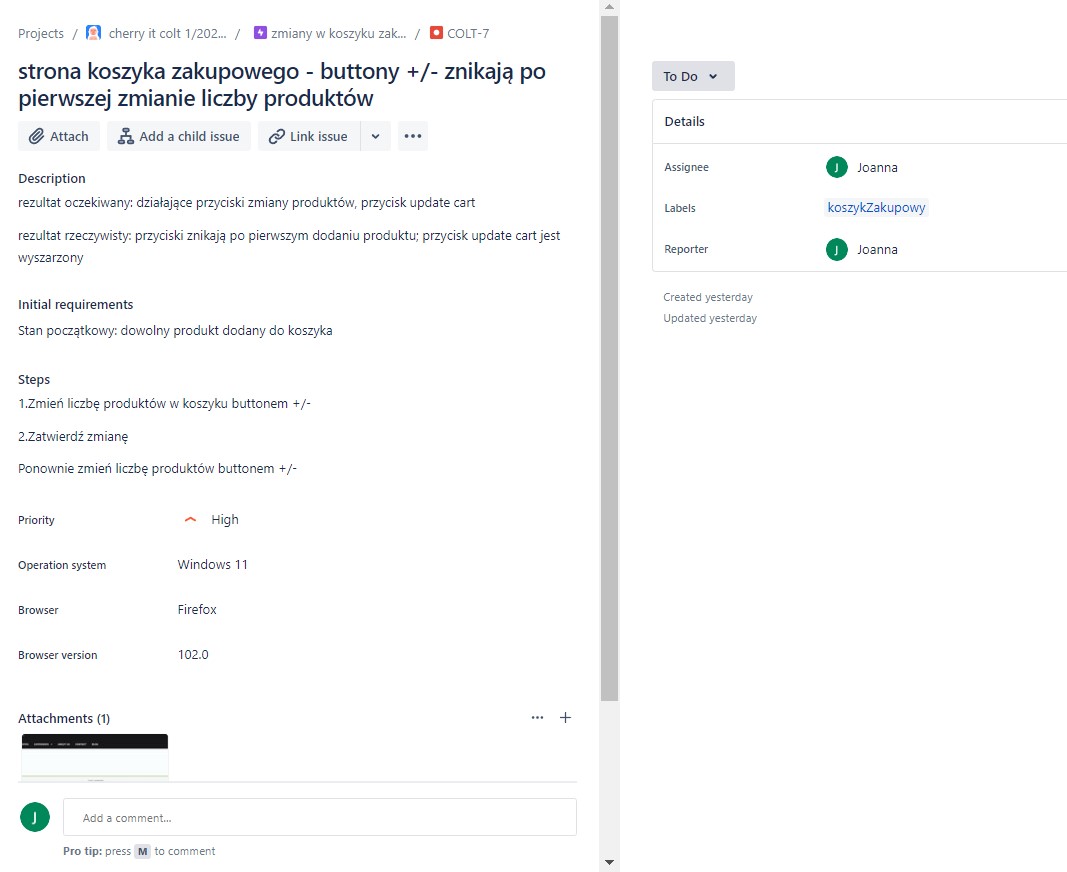 Projects / cherry it colt 1/202... / zmiany w koszyku zak... / COLT-7
strona koszyka zakupowego - buttony +/- znikają po
pierwszej zmianie liczby produktów
Attach Add a child issue Link issue
Description
rezultat oczekiwany: działające przyciski zmiany produktów, przycisk update cart
rezultat rzeczywisty: przyciski znikają po pierwszym dodaniu produktu; przycisk update cart jest
wyszarzony
Initial requirements
Stan początkowy: dowolny produkt dodany do koszyka
Steps
1.Zmień liczbę produktów w koszyku buttonem +/-
2.Zatwierdź zmianę
Ponownie zmień liczbę produktów buttonem +/-
Priority High
Operation system Windows 11
Browser Firefox
Browser version 102.0
Attachments (1)
J Add a comment...
Pro tip: press M to comment
To Do
Details
Assignee J Joanna
Labels koszykZakupowy
Reporter J Joanna
Created yesterday
Updated yesterday